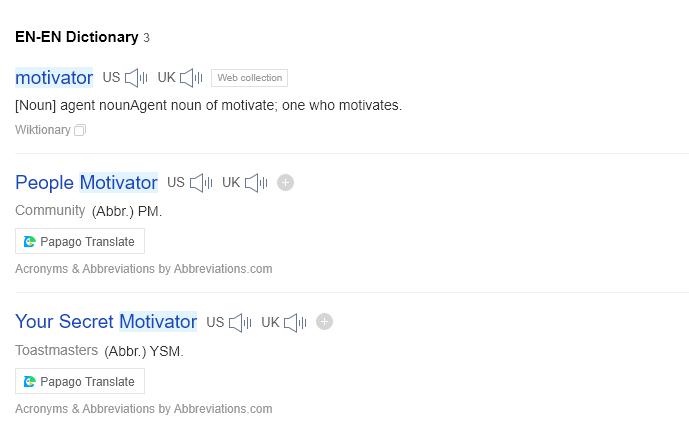 EN-EN Dictionary 3
motivator US UK Web collection
[Noun] agent nounAgent noun of motivate; one who motivates.
Wiktionary
People Motivator US UK
Community (Abbr.) PM.
Papago Translate
Acronyms & Abbreviations by Abbreviations.com
Your Secret Motivator US UK
Toastmasters (Abbr.) YSM.
Papago Translate
Acronyms & Abbreviations by Abbreviations.com